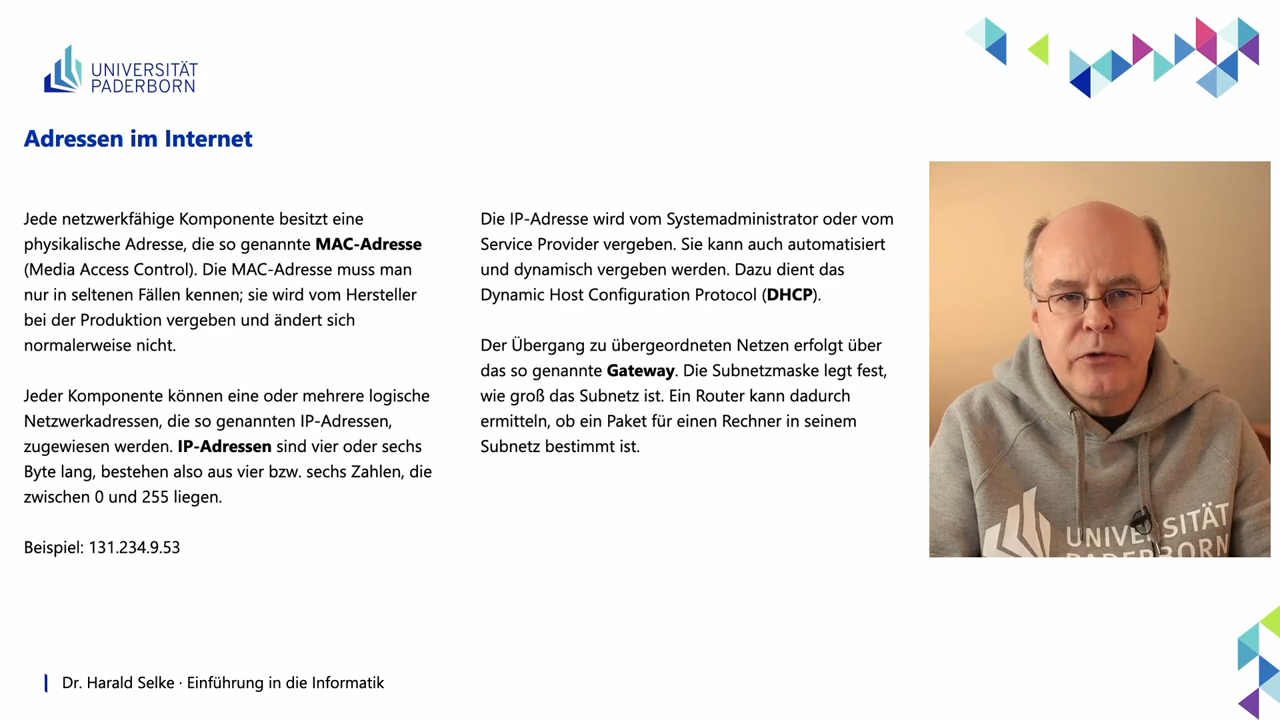 UNIVERSITÄT
PADERBORN
Adressen im Internet
Jede netzwerkfähige Komponente besitzt eine
physikalische Adresse, die so genannte MAC-Adresse
(Media Access Control). Die MAC-Adresse muss man
nur in seltenen Fällen kennen; sie wird vom Hersteller
bei der Produktion vergeben und ändert sich
normalerweise nicht.
Jeder Komponente können eine oder mehrere logische
Netzwerkadressen, die so genannten IP-Adressen,
zugewiesen werden. IP-Adressen sind vier oder sechs
Byte lang, bestehen also aus vier bzw. sechs Zahlen, die
zwischen 0 und 255 liegen.
Beispiel: 131.234.9.53
Die IP-Adresse wird vom Systemadministrator oder vom
Service Provider vergeben. Sie kann auch automatisiert
und dynamisch vergeben werden. Dazu dient das
Dynamic Host Configuration Protocol (DHCP).
Der Übergang zu übergeordneten Netzen erfolgt über
das so genannte Gateway. Die Subnetzmaske legt fest,
wie groß das Subnetz ist. Ein Router kann dadurch
ermitteln, ob ein Paket für einen Rechner in seinem
Subnetz bestimmt ist.
UNIVERSITÄT
PADERBORN
Dr. Harald Selke · Einführung in die Informatik